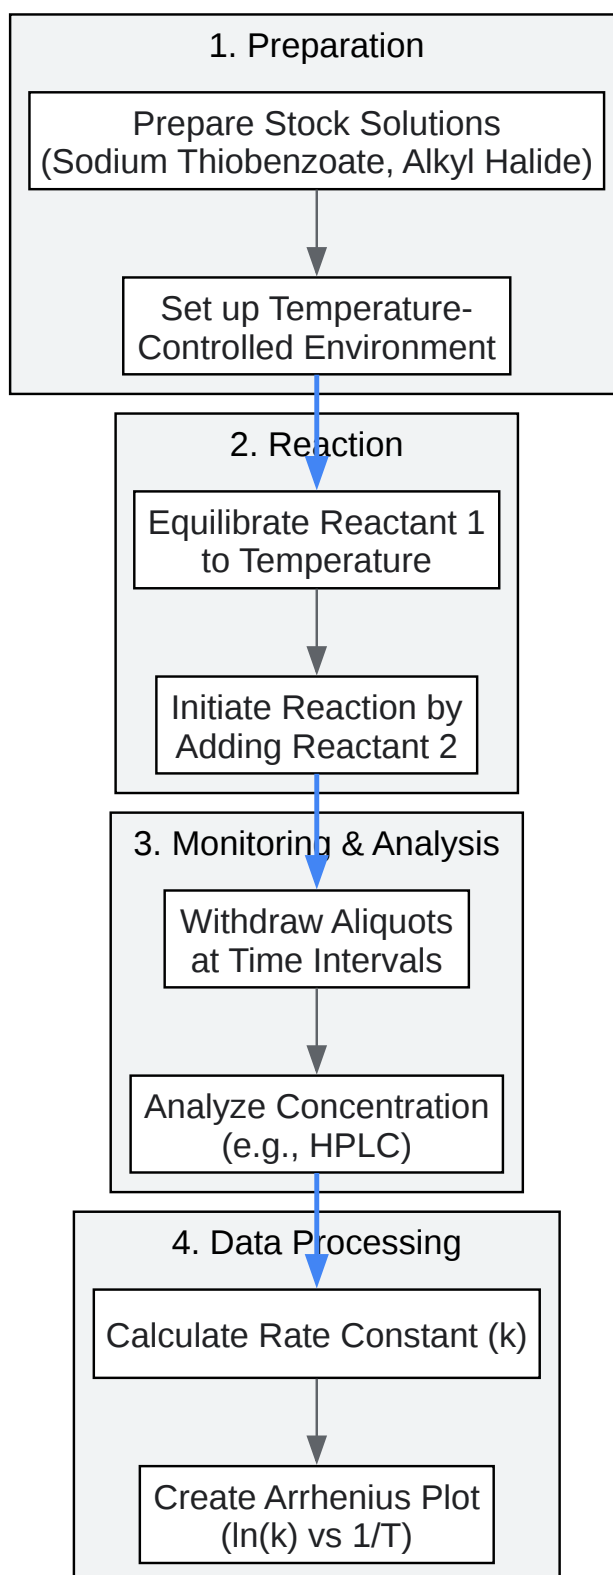 1. Preparation
Prepare Stock Solutions
(Sodium Thiobenzoate, Alkyl Halide)
Set up Temperature-
Controlled Environment
2. Reaction
Equilibrate Reactant 1
to Temperature
Initiate Reaction by
Adding Reactant 2
3. Monitoring & Analysis
Withdraw Aliquots
at Time Intervals
Analyze Concentration
(e.g., HPLC)
4. Data Processing
Calculate Rate Constant (k)
Create Arrhenius Plot
(ln(k) vs 1/T)